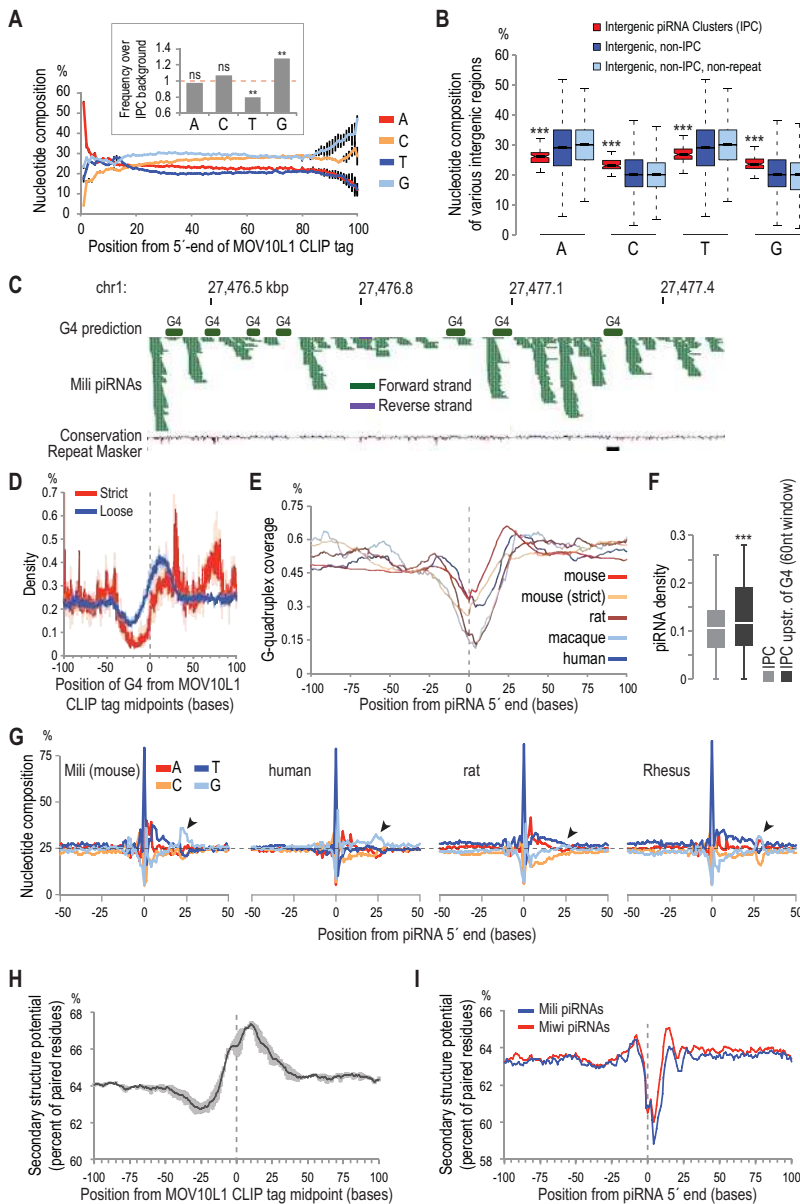 A
%
Nucleotide composition
60
50
40
30
20
10
0
0
20
40
60
80
100
Position from 5´-end of MOV10L1 CLIP tag
Frequency over
IPC background
1.6
1.4
1.2
1
0.8
0.6
ns
ns
**
**
A
C
T
G
A
C
T
G
B
Intergenic piRNA Clusters (IPC)
Intergenic, non-IPC
Intergenic, non-IPC, non-repeat
%
Nucleotide composition
of various intergenic regions
60
50
40
30
20
10
0
***
***
***
***
A
C
T
G
C
chr1:
27,476.5 kbp
27,476.8
27,477.1
27,477.4
G4 prediction
G4
G4
G4
G4
G4
G4
G4
Mili piRNAs
Forward strand
Reverse strand
Conservation
Repeat Masker
D
%
Density
0.7
0.6
0.5
0.4
0.3
0.2
0.1
0
Strict
Loose
-100
-50
0
50
100
Position of G4 from MOV10L1
CLIP tag midpoints (bases)
E
%
G-quadruplex coverage
0.75
0.6
0.45
0.3
0.15
0
mouse
mouse (strict)
rat
macaque
human
-100
-75
-50
-25
0
25
50
75
100
Position from piRNA 5´ end (bases)
F
piRNA density
0.3
0.2
0.1
0
***
IPC
IPC upstr. of G4 (60nt window)
G
%
Nucleotide composition
75
50
25
0
Mili (mouse)
A
T
C
G
human
rat
Rhesus
-50
-25
0
25
50
-50
-25
0
25
50
-50
-25
0
25
50
-50
-25
0
25
50
Position from piRNA 5´ end (bases)
H
%
Secondary structure potential
(percent of paired residues)
68
66
64
62
60
-100
-75
-50
-25
0
25
50
75
100
Position from MOV10L1 CLIP tag midpoint (bases)
I
%
Secondary structure potential
(percent of paired residues)
66
64
62
60
58
Mili piRNAs
Miwi piRNAs
-100
-75
-50
-25
0
25
50
75
100
Position from piRNA 5´ end (bases)